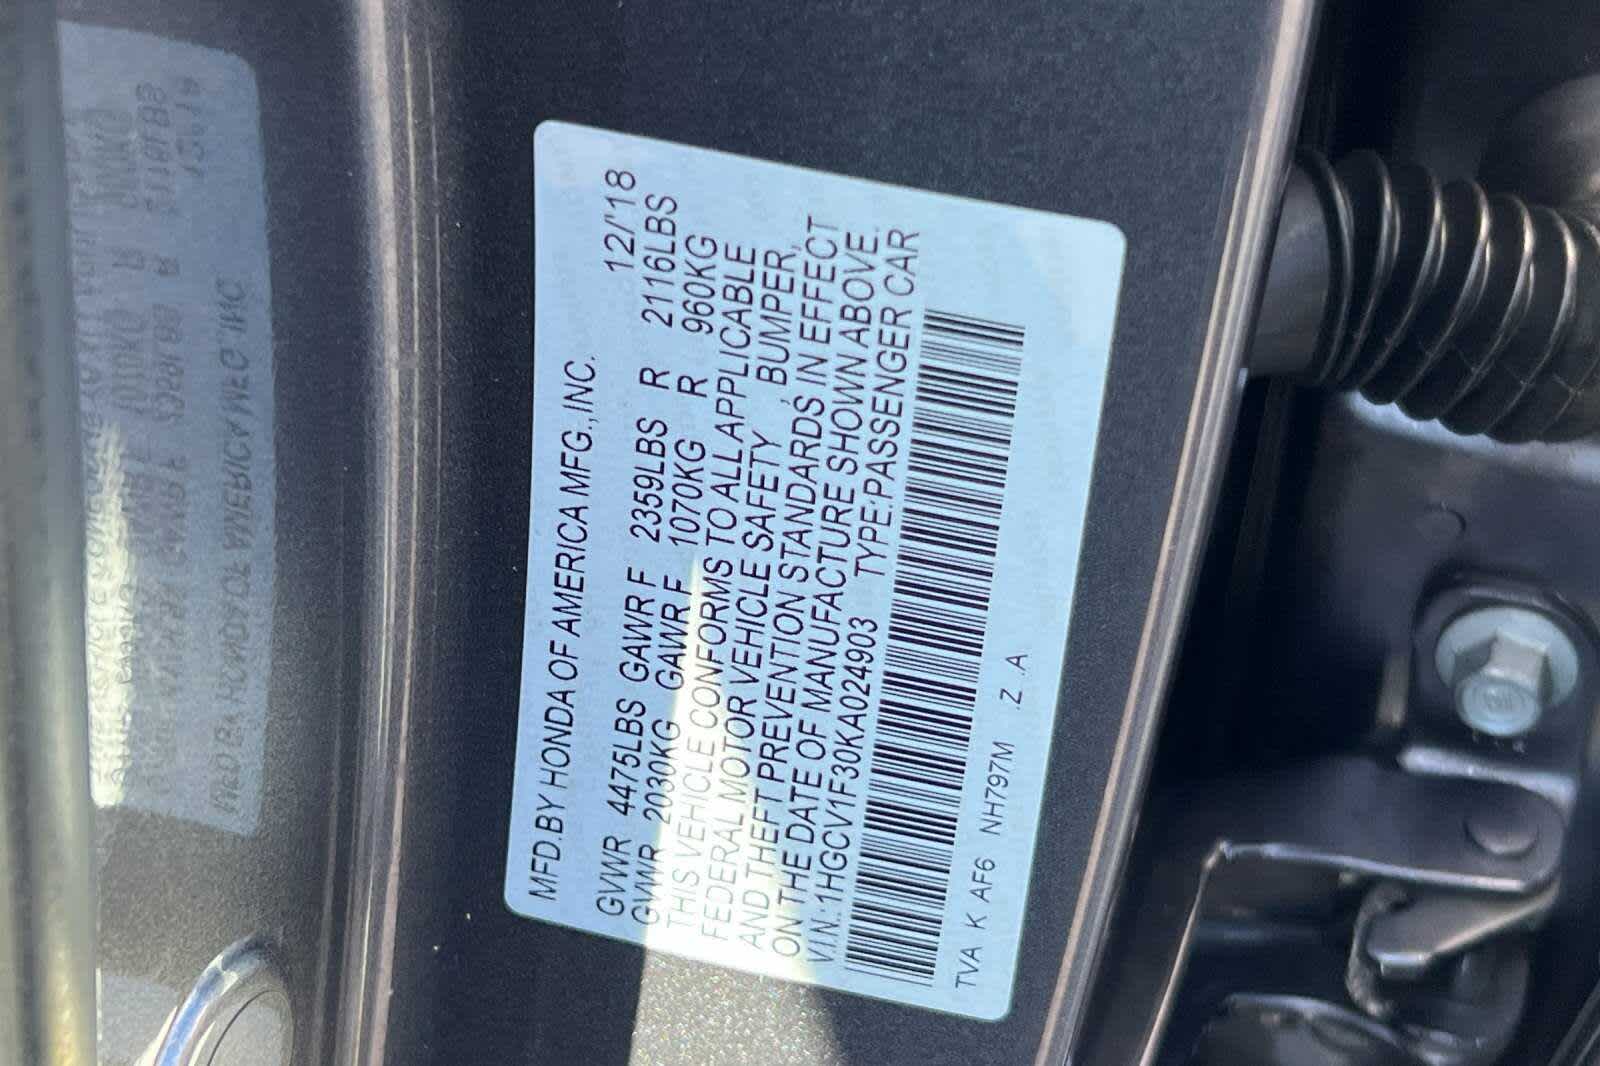 MFD.BY HONDA OF AMERICA MFG.,INC. 12/'18
GVWR 4475LBS GAWR F 2359LBS R 2116LBS
GVWR 2030KG GAWR F 1070KG R 960KG
THIS VEHICLE CONFORMS TO ALL APPLICABLE
FEDERAL MOTOR VEHICLE SAFETY , BUMPER,
AND THEFT PREVENTION STANDARDS IN EFFECT
ON THE DATE OF MANUFACTURE SHOWN ABOVE.
V.I.N.:1HGCV1F30KA024903 TYPE:PASSENGER CAR
TVA K AF6 NH797M .Z .A